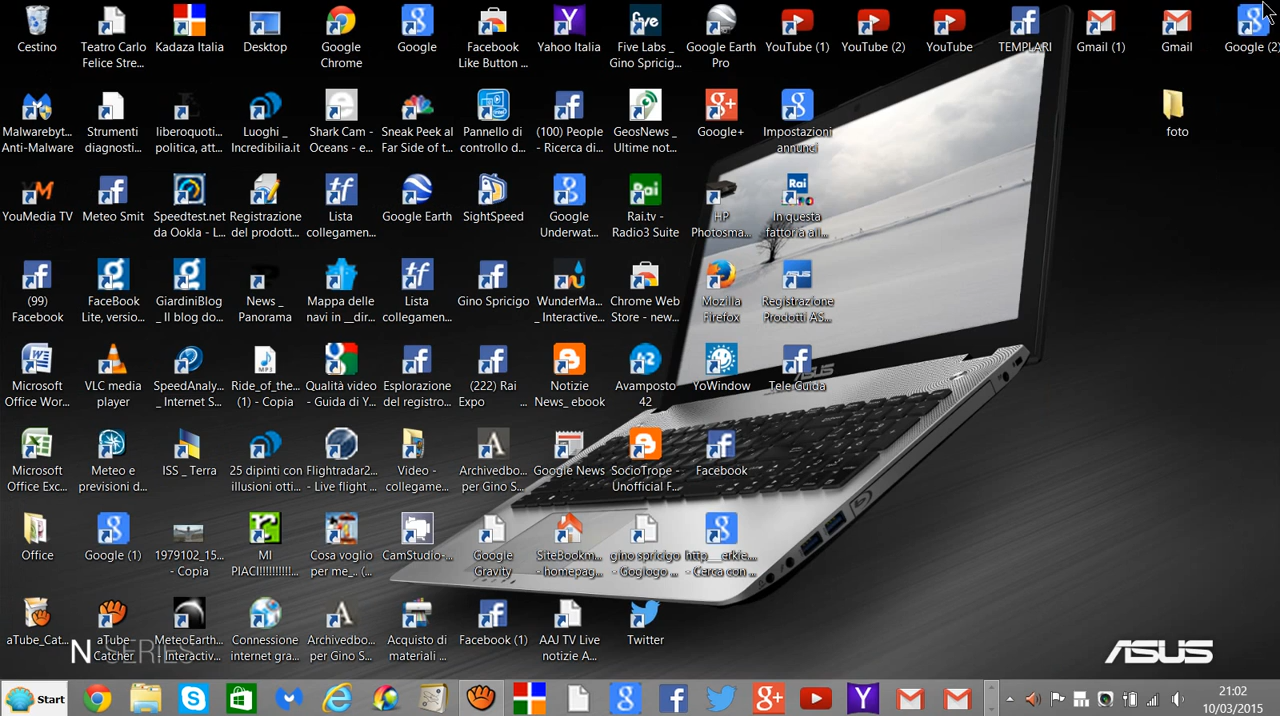 Cestino
Teatro Carlo
Felice Stre...
Kadaza Italia
Desktop
Google
Chrome
Google
Facebook
Like Button ...
Yahoo Italia
Five Labs _
Gino Spricig...
Google Earth
Pro
YouTube (1)
YouTube (2)
YouTube
TEMPLARI
Gmail (1)
Gmail
Google (2)
Malwarebyt...
Anti-Malware
Strumenti
diagnosti...
liberoquoti...
politica, att...
Luoghi _
Incredibilia.it
Shark Cam -
Oceans - e...
Sneak Peek al
Far Side of t...
Pannello di
controllo d...
(100) People
- Ricerca di...
GeosNews _
Ultime not...
Google+
Impostazioni
annunci
foto
YouMedia TV
Meteo Smit
Speedtest.net
da Ookla - L...
Registrazione
del prodott...
Lista
collegamen...
Google Earth
SightSpeed
Google
Underwat...
Rai.tv -
Radio3 Suite
HP
Photosma...
In questa
fattoria all...
(99)
Facebook
FaceBook
Lite, versio...
GiardiniBlog
_ Il blog do...
News _
Panorama
Mappa delle
navi in __dir...
Lista
collegamen...
Gino Spricigo
WunderMa...
_ Interactive...
Chrome Web
Store - new...
Mozilla
Firefox
Registrazione
Prodotti AS...
Microsoft
Office Wor...
VLC media
player
SpeedAnaly...
_ Internet S...
Ride_of_the...
(1) - Copia
Qualità video
- Guida di Y...
Esplorazione
del registro...
(222) Rai
Expo ...
Notizie
News_ ebook
Avamposto
42
YoWindow
Tele Guida
Microsoft
Office Exc...
Meteo e
previsioni d...
ISS _ Terra
25 dipinti con
illusioni otti...
Flightradar2...
- Live flight ...
Video -
collegame...
Archivedbo...
per Gino S...
Google News
SocioTrope -
Unofficial F...
Facebook
Office
Google (1)
1979102_15...
- Copia
MI
PIACI!!!!!!!!!!...
Cosa voglio
per me_. (...
CamStudio-...
Google
Gravity
SiteBookm...
- homepag...
gino spricigo
- Goglogo ...
http__erkie....
- Cerca con ...
aTube_Cat...
aTube
Catcher
MeteoEarth...
- Interactiv...
Connessione
internet gra...
Archivedbo...
per Gino S...
Acquisto di
materiali ...
Facebook (1)
AAJ TV Live
notizie A...
Twitter
N SERIES
ASUS
Start
21:02
10/03/2015